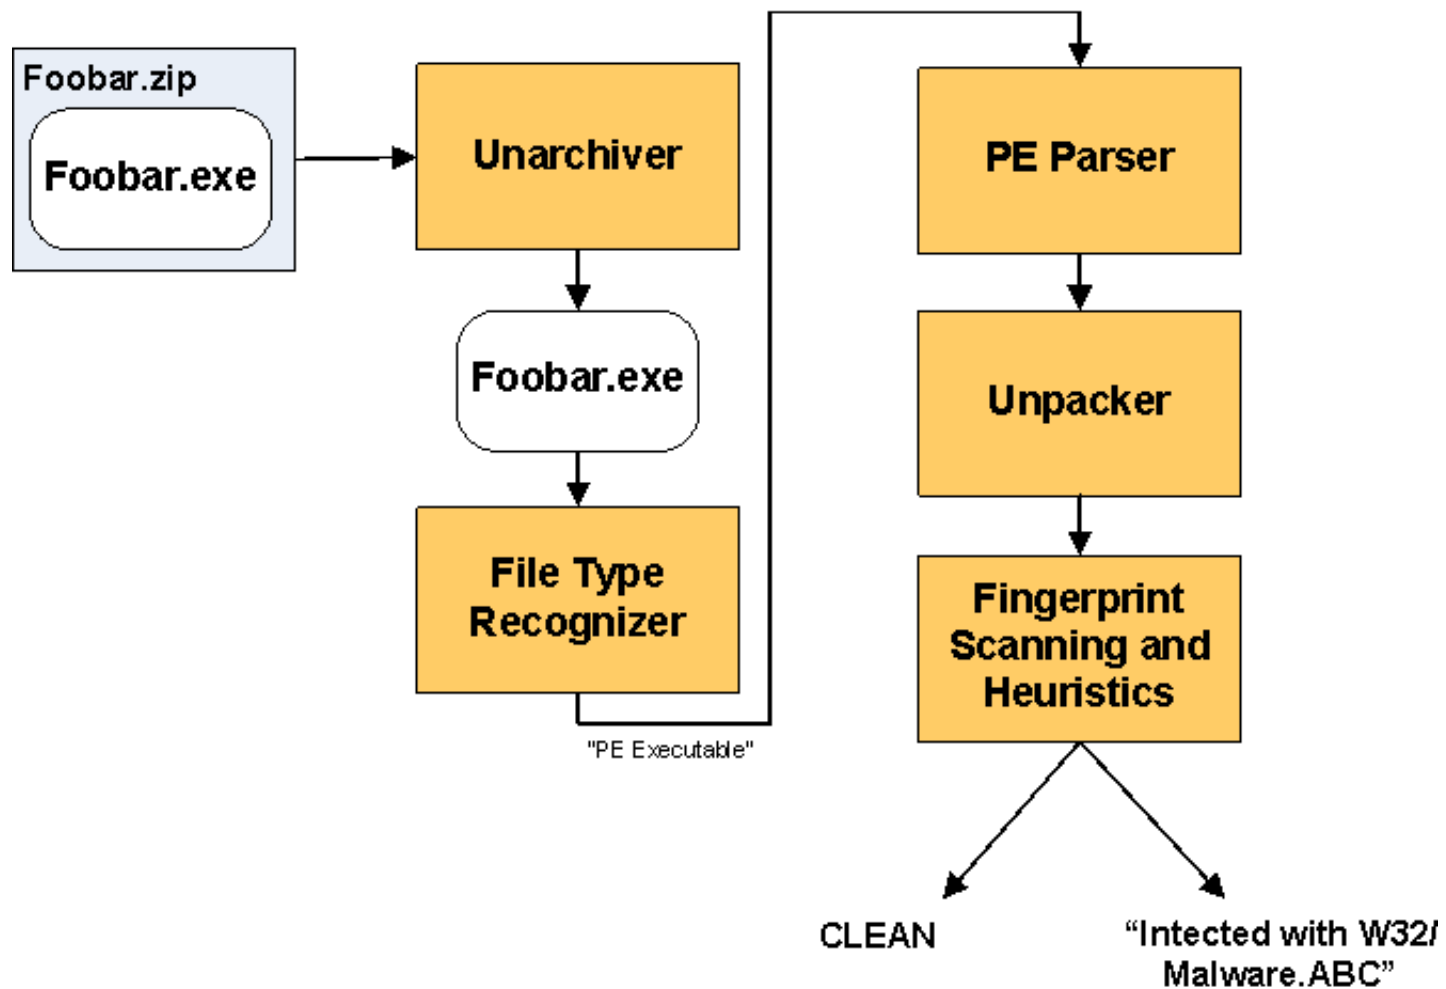 Foobar.zip
Foobar.exe
Unarchiver
Foobar.exe
File Type
Recognizer
"PE Executable"
PE Parser
Unpacker
Fingerprint
Scanning and
Heuristics
CLEAN
“Intected with W32/
Malware.ABC”